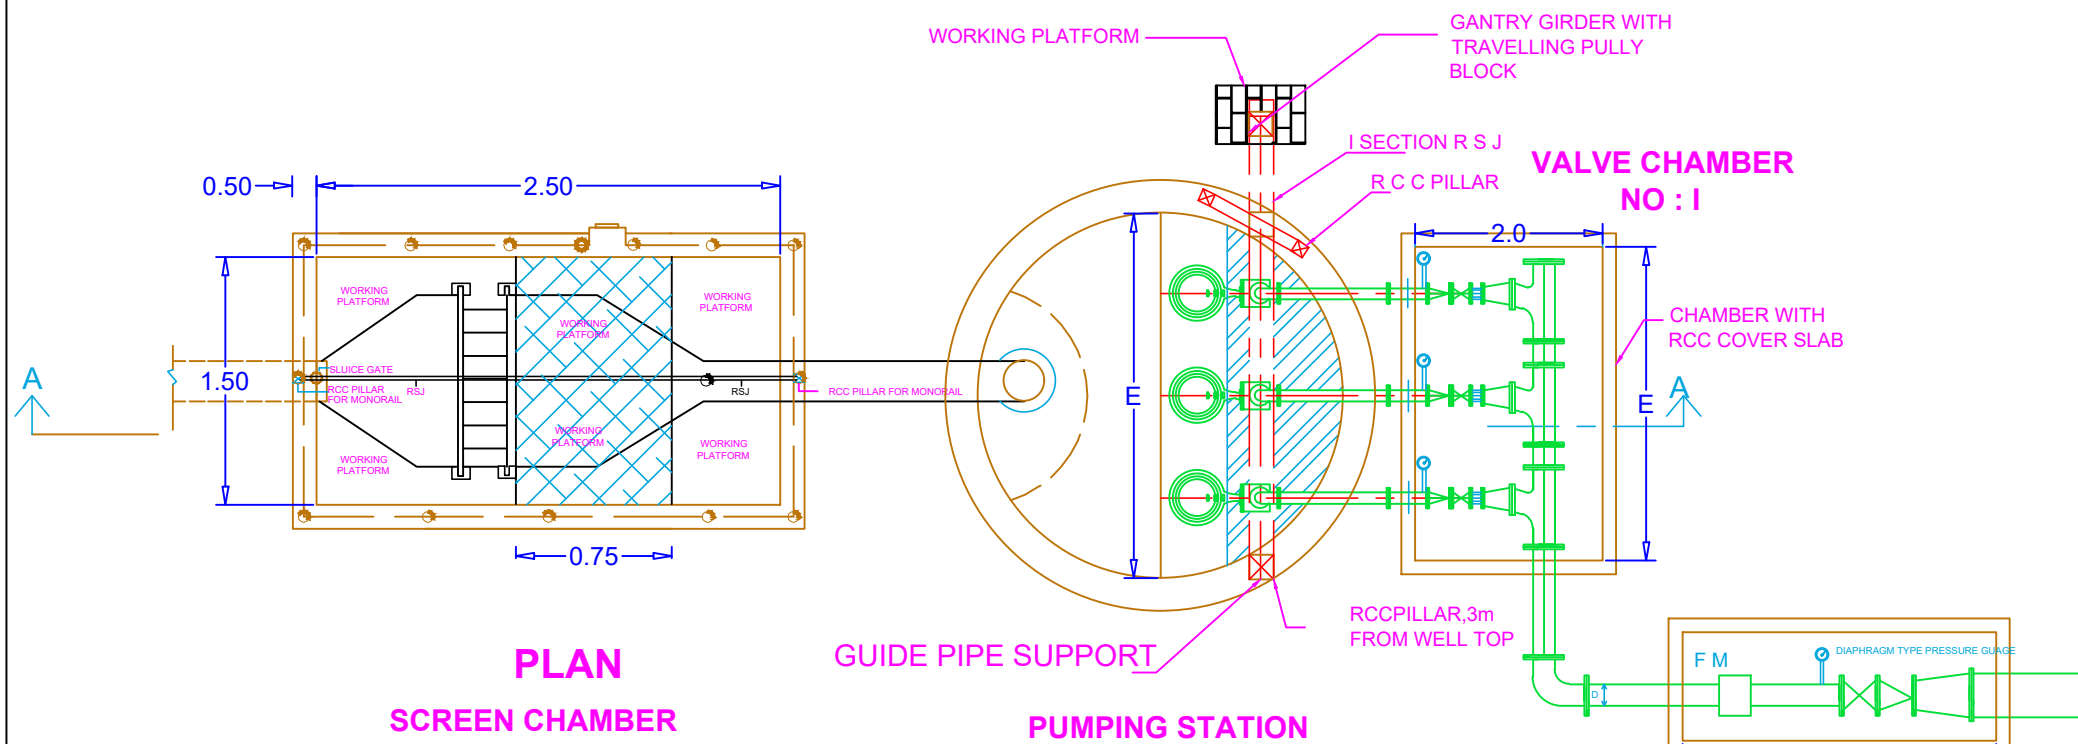 GANTRY GIRDER WITH
TRAVELLING PULLY
BLOCK
WORKING PLATFORM
I SECTION R S J
R C C PILLAR
VALVE CHAMBER
NO : I
0.50
2.50
2.0
WORKING
PLATFORM
WORKING
PLATFORM
WORKING
PLATFORM
CHAMBER WITH
RCC COVER SLAB
A
1.50
SLUICE GATE
RCC PILLAR
FOR MONORAIL
RSJ
RSJ
RCC PILLAR FOR MONORAIL
E
E
A
WORKING
PLATFORM
WORKING
PLATFORM
WORKING
PLATFORM
0.75
RCCPILLAR,3m
FROM WELL TOP
GUIDE PIPE SUPPORT
PLAN
SCREEN CHAMBER
PUMPING STATION
F M
DIAPHRAGM TYPE PRESSURE GUAGE
D